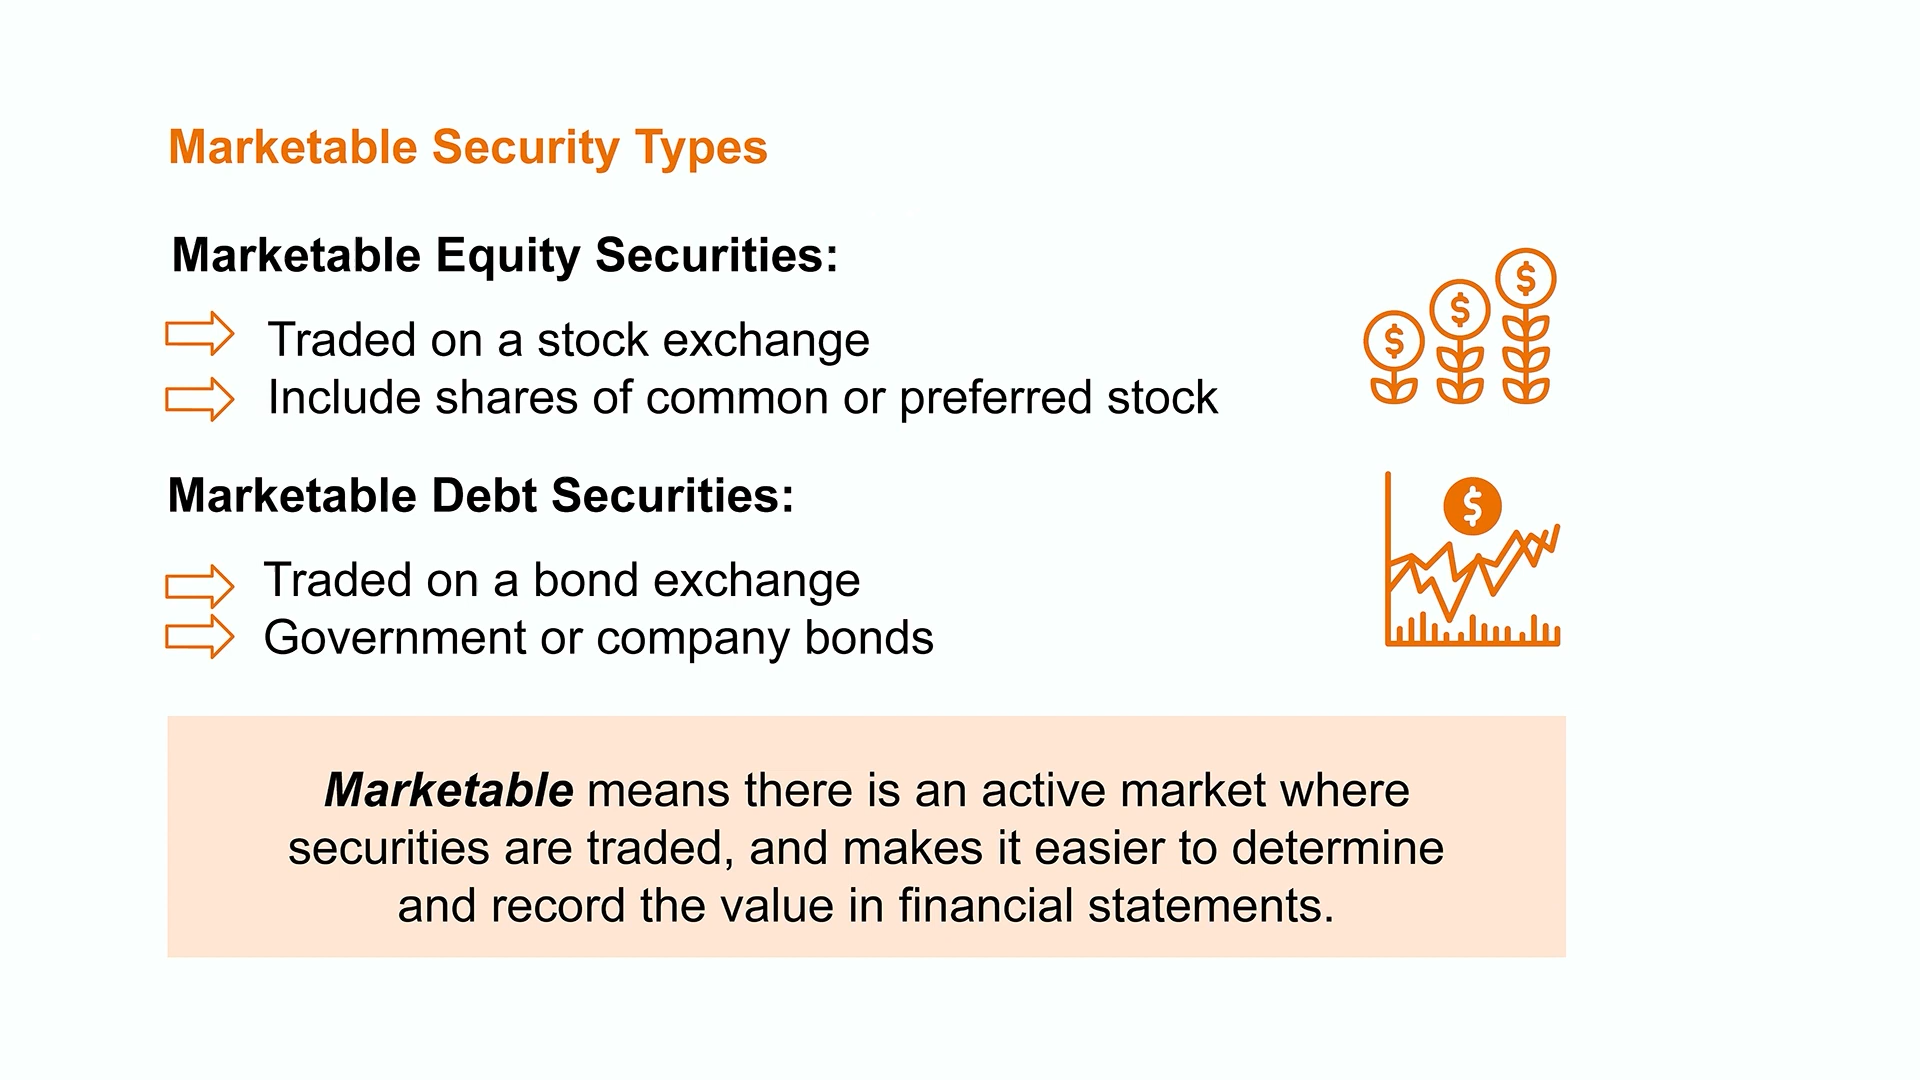 Marketable Security Types
Marketable Equity Securities:
Traded on a stock exchange
Include shares of common or preferred stock
$ $ $
Marketable Debt Securities:
Traded on a bond exchange
Government or company bonds
$
Marketable means there is an active market where
securities are traded, and makes it easier to determine
and record the value in financial statements.